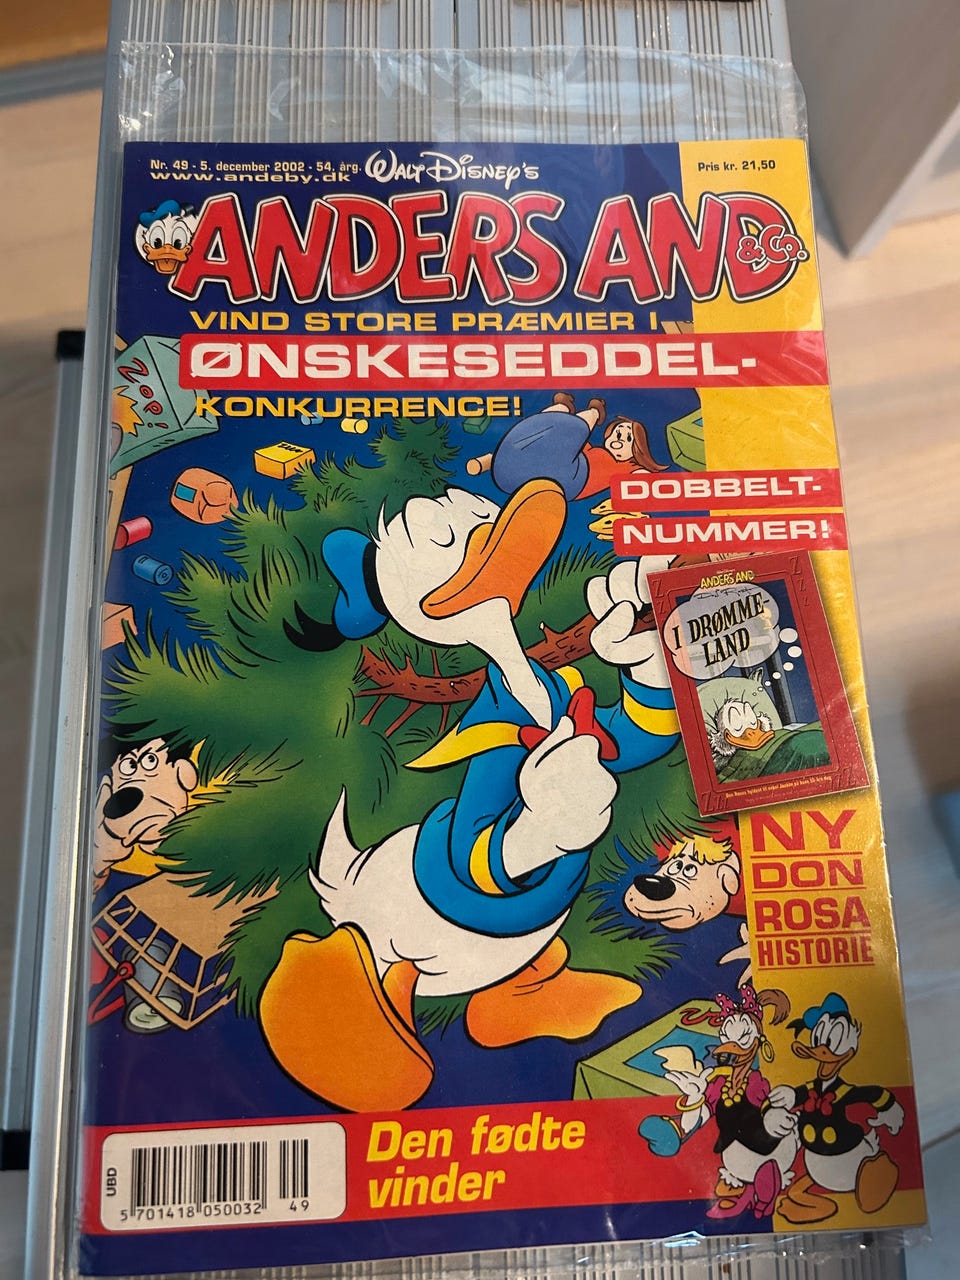 Nr. 49 - 5. december 2002 - 54. årg.
www.andeby.dk
WALT DISNEY'S
Pris kr. 21,50
ANDERS AND
& Co.
VIND STORE PRÆMIER I
ØNSKESEDDEL-
KONKURRENCE!
ZOP!
DOBBELT-
NUMMER!
ANDERS AND
I DRØMME-
LAND
NY
DON
ROSA
HISTORIE
Den fødte
vinder
UBD
5 701418 050032 49